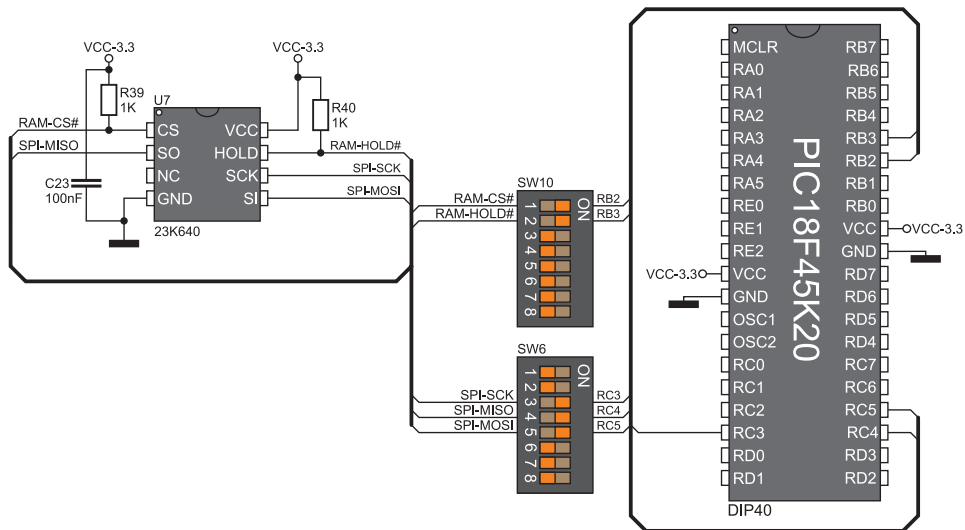 VCC-3.3
VCC-3.3
R39
1K
U7
R40
1K
RAM-CS#
SPI-MISO
CS
SO
NC
GND
VCC
HOLD
SCK
SI
RAM-HOLD#
SPI-SCK
SPI-MOSI
C23
100nF
23K640
SW10
RAM-CS#
RAM-HOLD#
1
2
3
4
5
6
7
8
ON
RB2
RB3
SW6
SPI-SCK
SPI-MISO
SPI-MOSI
1
2
3
4
5
6
7
8
ON
RC3
RC4
RC5
PIC18F45K20
MCLR
RA0
RA1
RA2
RA3
RA4
RA5
RE0
RE1
RE2
VCC
GND
OSC1
OSC2
RC0
RC1
RC2
RC3
RD0
RD1
VCC-3.3
RB7
RB6
RB5
RB4
RB3
RB2
RB1
RB0
VCC
GND
RD7
RD6
RD5
RD4
RC7
RC6
RC5
RC4
RD3
RD2
VCC-3.3
DIP40